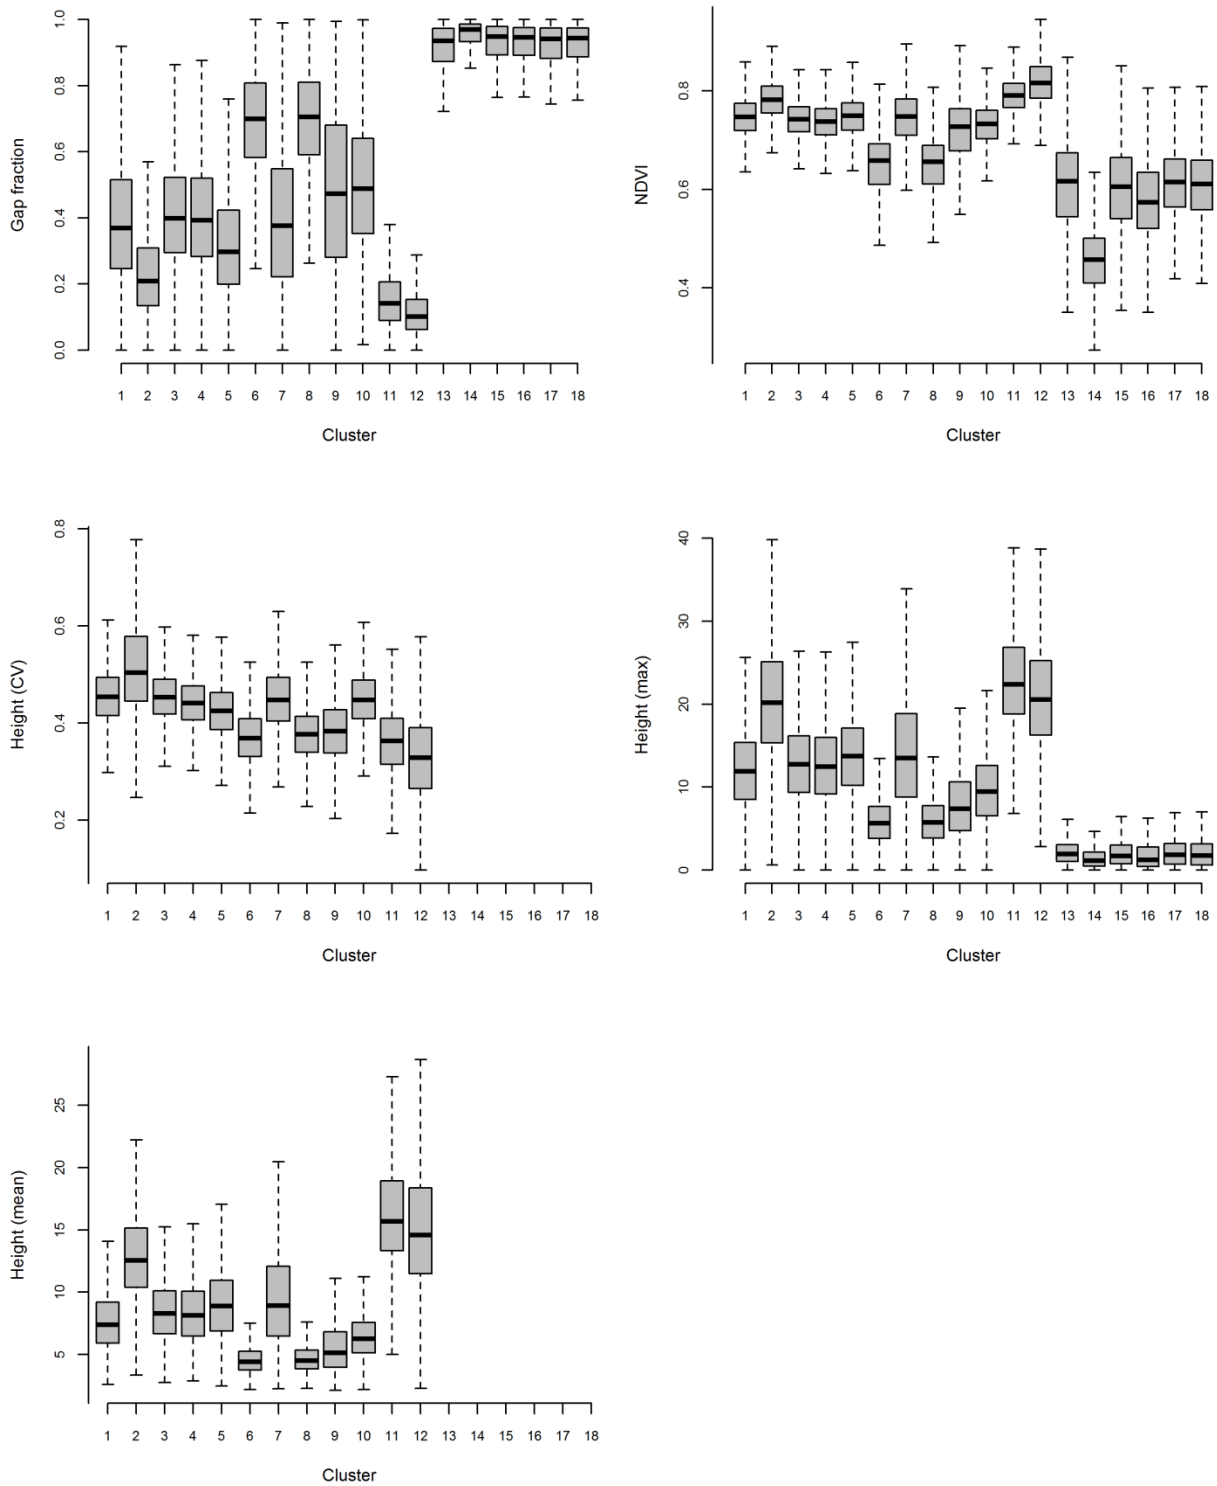 Gap fraction
0.0 0.2 0.4 0.6 0.8 1.0
1 2 3 4 5 6 7 8 9 10 11 12 13 14 15 16 17 18
Cluster
NDVI
0.4 0.6 0.8
1 2 3 4 5 6 7 8 9 10 11 12 13 14 15 16 17 18
Cluster
Height (CV)
0.2 0.4 0.6 0.8
1 2 3 4 5 6 7 8 9 10 11 12 13 14 15 16 17 18
Cluster
Height (max)
0 10 20 30 40
1 2 3 4 5 6 7 8 9 10 11 12 13 14 15 16 17 18
Cluster
Height (mean)
5 10 15 20 25
1 2 3 4 5 6 7 8 9 10 11 12 13 14 15 16 17 18
Cluster